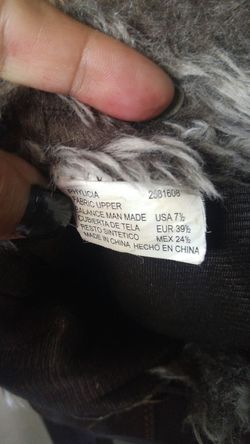 PHYLICIA 2581608
FABRIC UPPER
BALANCE MAN MADE USA 7½
CUBIERTA DE TELA EUR 39½
RESTO SINTETICO MEX 24½
MADE IN CHINA HECHO EN CHINA